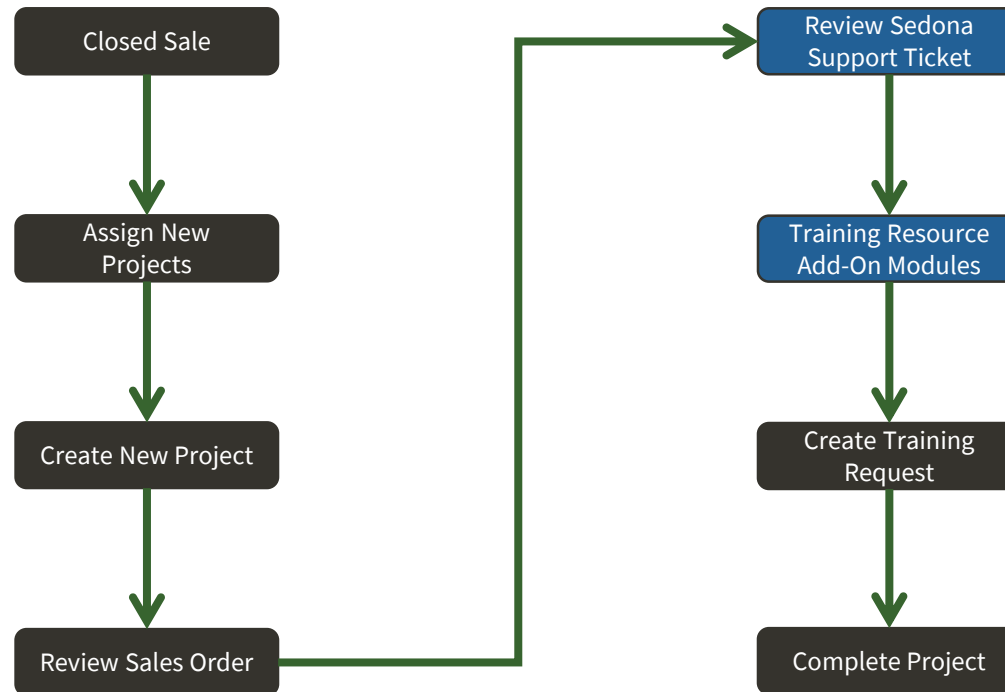 Closed Sale
Assign New
Projects
Create New Project
Review Sales Order
Review Sedona
Support Ticket
Training Resource
Add-On Modules
Create Training
Request
Complete Project